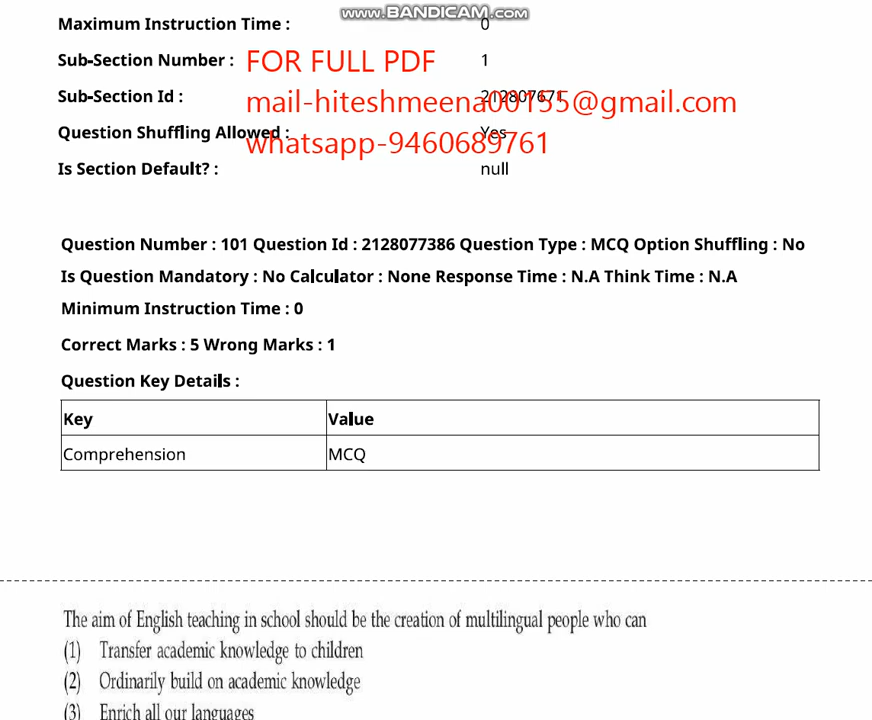 www.BANDICAM.com
Maximum Instruction Time : 0
Sub-Section Number : 1
FOR FULL PDF
Sub-Section Id : 212807671
mail-hiteshmeena00155@gmail.com
Question Shuffling Allowed : Yes
whatsapp-9460689761
Is Section Default? : null
Question Number : 101 Question Id : 2128077386 Question Type : MCQ Option Shuffling : No
Is Question Mandatory : No Calculator : None Response Time : N.A Think Time : N.A
Minimum Instruction Time : 0
Correct Marks : 5 Wrong Marks : 1
Question Key Details :
Key Value
Comprehension MCQ
The aim of English teaching in school should be the creation of multilingual people who can
(1) Transfer academic knowledge to children
(2) Ordinarily build on academic knowledge
(3) Enrich all our languages